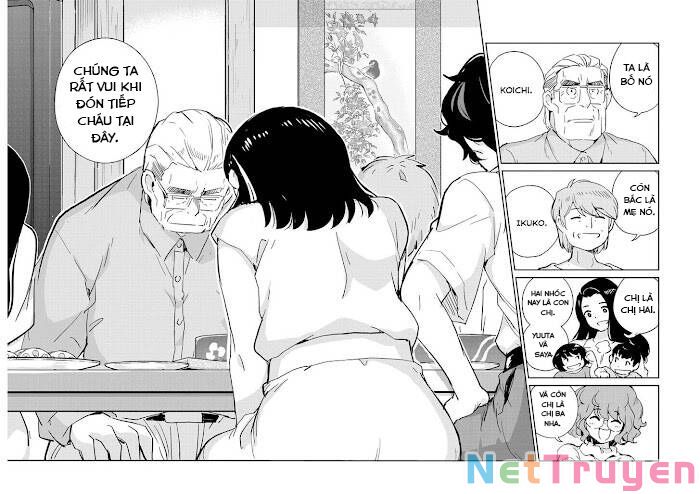 TA LÀ
BỐ NÓ
KOICHI.
CÒN
BÁC LÀ
MẸ NÓ.
IKUKO.
CHỊ LÀ
CHỊ HAI.
HAI NHÓC
NÀY LÀ CON
CHỊ,
YUUTA VÀ
SAYA
VÀ
CÒN CHỊ
LÀ CHỊ BA
NHA.
CHÚNG TA
RẤT VUI KHI
ĐÓN TIẾP
CHÁU TẠI
ĐÂY.
NetTruyen